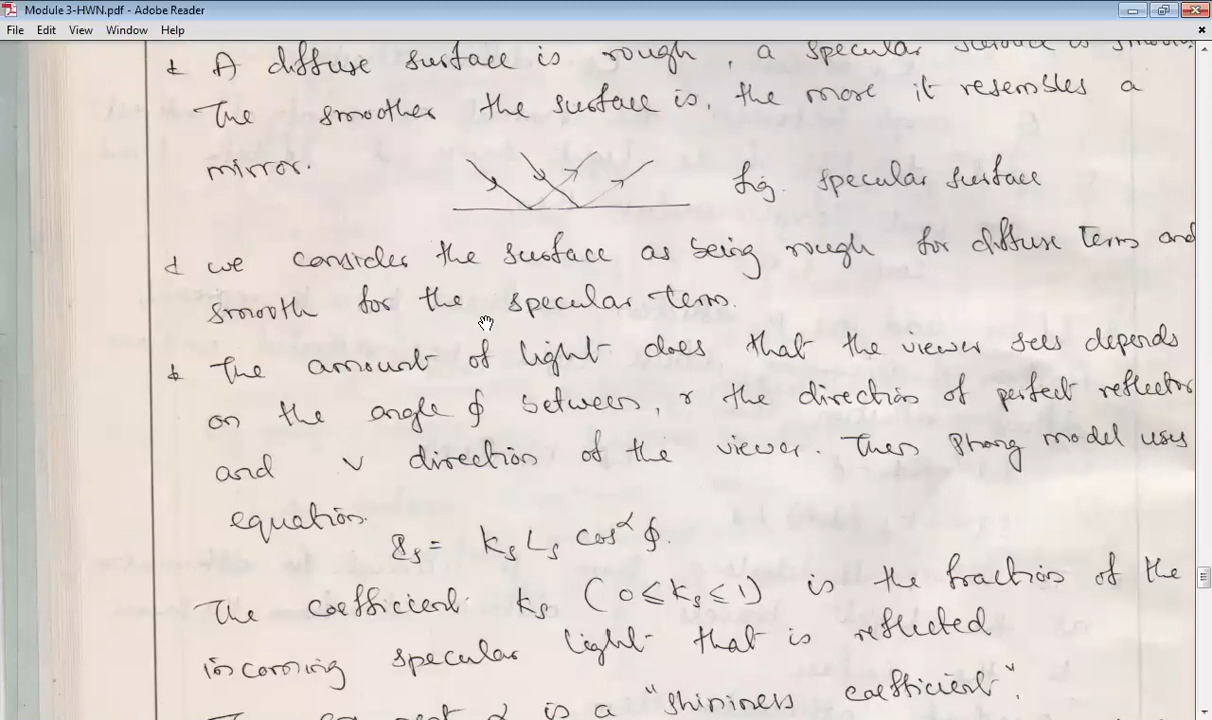 Module 3-HWN.pdf - Adobe Reader
File Edit View Window Help
A diffuse surface is rough, a specular surface is smooth.
The smoother the surface is, the more it resembles a
mirror.
fig. specular surface
we consider the surface as being rough for diffuse term and
smooth for the specular term.
The amount of light does that the viewer sees depends
on the angle ϕ between, r the direction of perfect reflector
and v direction of the viewer. Then Phong model uses
equation
= ks Ls cos^α ϕ.
The coefficient ks (0 ≤ ks ≤ 1) is the fraction of the
incoming specular light that is reflected
α is a "shininess coefficient".